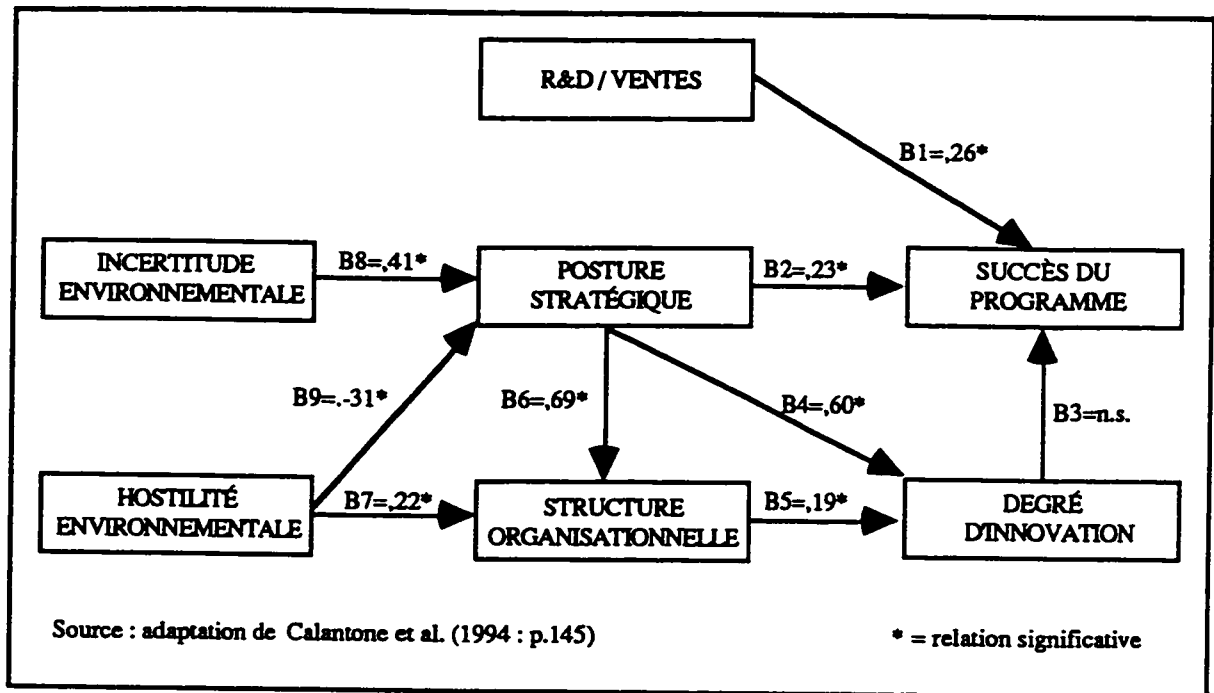 R&D / VENTES
B1=,26*
INCERTITUDE
ENVIRONNEMENTALE
B8=,41*
POSTURE
STRATÉGIQUE
B2=,23*
SUCCÈS DU
PROGRAMME
B9=.-31*
B6=,69*
B4=,60*
B3=n.s.
HOSTILITÉ
ENVIRONNEMENTALE
B7=,22*
STRUCTURE
ORGANISATIONNELLE
B5=,19*
DEGRÉ
D'INNOVATION
Source : adaptation de Calantone et al. (1994 : p.145)
* = relation significative